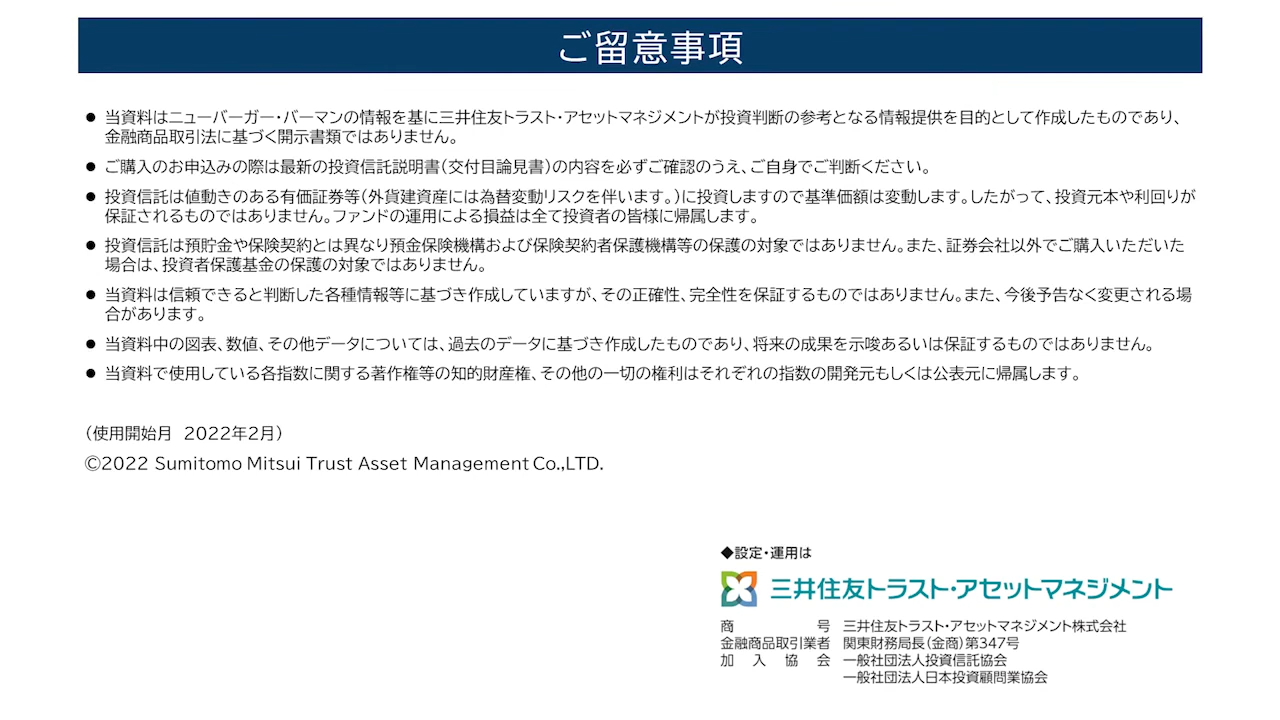 ご留意事項
● 当資料はニューバーガー・バーマンの情報を基に三井住友トラスト・アセットマネジメントが投資判断の参考となる情報提供を目的として作成したものであり、
金融商品取引法に基づく開示書類ではありません。
● ご購入のお申込みの際は最新の投資信託説明書（交付目論見書）の内容を必ずご確認のうえ、ご自身でご判断ください。
● 投資信託は値動きのある有価証券等（外貨建資産には為替変動リスクを伴います。）に投資しますので基準価額は変動します。したがって、投資元本や利回りが
保証されるものではありません。ファンドの運用による損益は全て投資者の皆様に帰属します。
● 投資信託は預貯金や保険契約とは異なり預金保険機構および保険契約者保護機構等の保護の対象ではありません。また、証券会社以外でご購入いただいた
場合は、投資者保護基金の保護の対象ではありません。
● 当資料は信頼できると判断した各種情報等に基づき作成していますが、その正確性、完全性を保証するものではありません。また、今後予告なく変更される場
合があります。
● 当資料中の図表、数値、その他データについては、過去のデータに基づき作成したものであり、将来の成果を示唆あるいは保証するものではありません。
● 当資料で使用している各指数に関する著作権等の知的財産権、その他の一切の権利はそれぞれの指数の開発元もしくは公表元に帰属します。
（使用開始月 2022年2月）
©2022 Sumitomo Mitsui Trust Asset Management Co.,LTD.
◆設定・運用は
三井住友トラスト・アセットマネジメント
商号 三井住友トラスト・アセットマネジメント株式会社
金融商品取引業者 関東財務局長（金商）第347号
加入協会 一般社団法人投資信託協会
一般社団法人日本投資顧問業協会